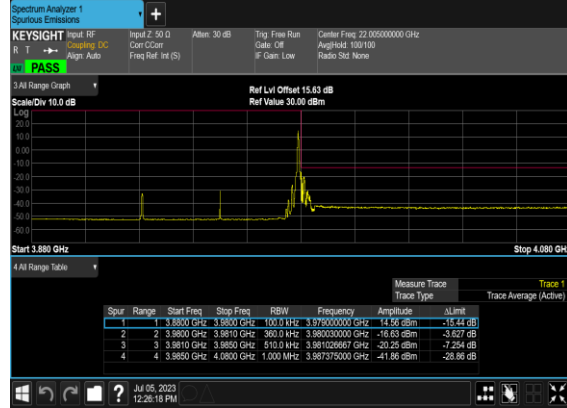 Spectrum Analyzer 1
Spurious Emissions
KEYSIGHT Input: RF Input Z: 50 Ω Atten: 30 dB Trig: Free Run Center Freq: 22.005000000 GHz
R T Coupling: DC Corr CCorr Gate: Off Avg|Hold: 100/100
Align: Auto Freq Ref: Int (S) IF Gain: Low Radio Std: None
LW PASS
3 All Range Graph
Ref Lvl Offset 15.63 dB
Scale/Div 10.0 dB Ref Value 30.00 dBm
Log
20.0
10.0
0.00
-10.0
-20.0
-30.0
-40.0
-50.0
-60.0
Start 3.880 GHz Stop 4.080 GHz
4 All Range Table
Measure Trace Trace 1
Trace Type Trace Average (Active)
Spur Range Start Freq Stop Freq RBW Frequency Amplitude ΔLimit
1 1 3.8800 GHz 3.9800 GHz 100.0 kHz 3.979000000 GHz 14.56 dBm -15.44 dB
2 2 3.9800 GHz 3.9810 GHz 360.0 kHz 3.980030000 GHz -16.63 dBm -3.627 dB
3 3 3.9810 GHz 3.9850 GHz 510.0 kHz 3.981026667 GHz -20.25 dBm -7.254 dB
4 4 3.9850 GHz 4.0800 GHz 1.000 MHz 3.987375000 GHz -41.86 dBm -28.86 dB
Jul 05, 2023
12:26:18 PM